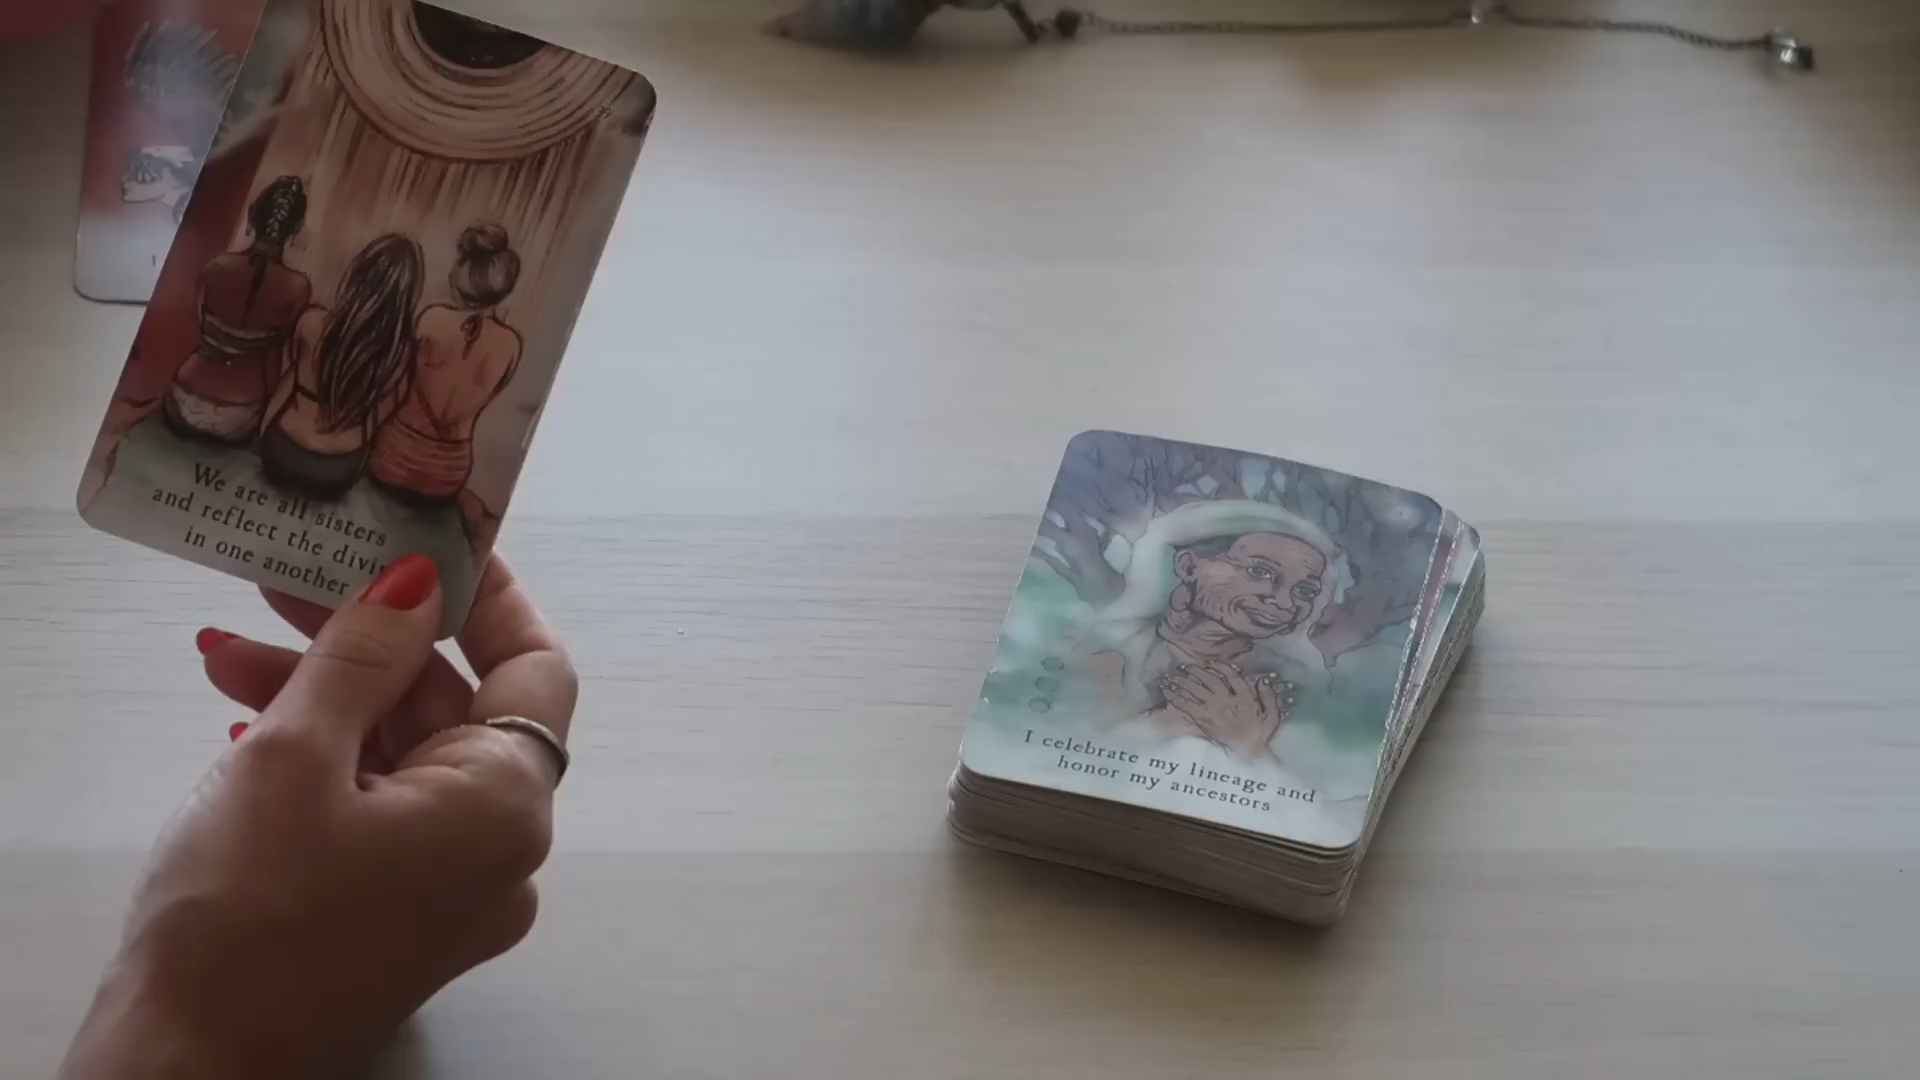 We are all sisters
and reflect the
in one another
I celebrate my lineage and
honor my ancestors